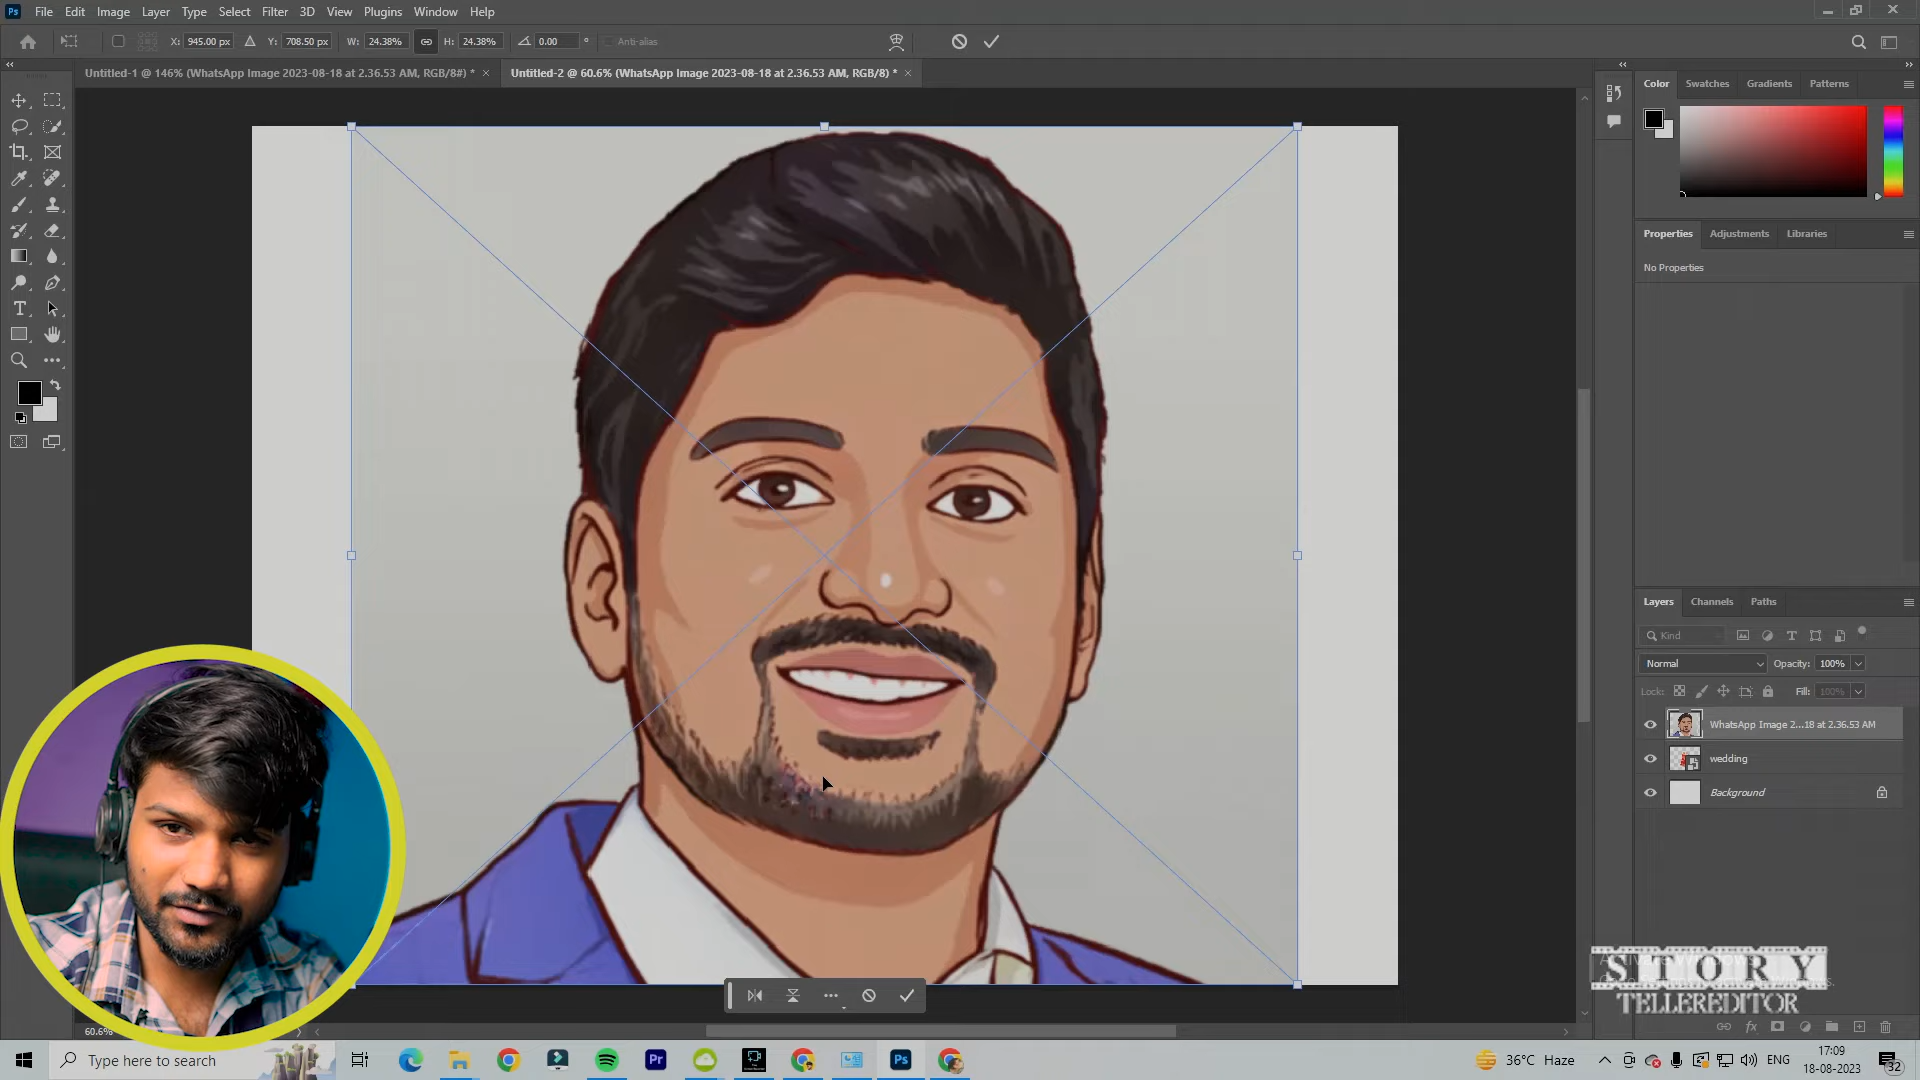 Ps File Edit Image Layer Type Select Filter 3D View Plugins Window Help
X: 945.00 px Y: 708.50 px W: 24.38% H: 24.38% 0.00 ° Anti-alias
Untitled-1 @ 146% (WhatsApp Image 2023-08-18 at 2.36.53 AM, RGB/8#) * × Untitled-2 @ 60.6% (WhatsApp Image 2023-08-18 at 2.36.53 AM, RGB/8) * ×
Color Swatches Gradients Patterns
Properties Adjustments Libraries
No Properties
Layers Channels Paths
Kind
Normal Opacity: 100%
Lock: Fill: 100%
WhatsApp Image 2...18 at 2.36.53 AM
wedding
Background
STORY
TELLEREDITOR
60.6%
Type here to search
Pr Ps
36°C Haze ENG
17:09
18-08-2023
32